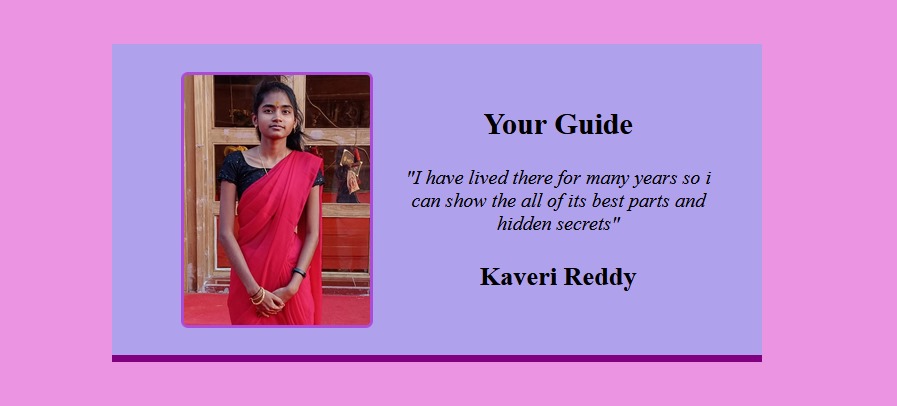 Your Guide
"I have lived there for many years so i
can show the all of its best parts and
hidden secrets"
Kaveri Reddy